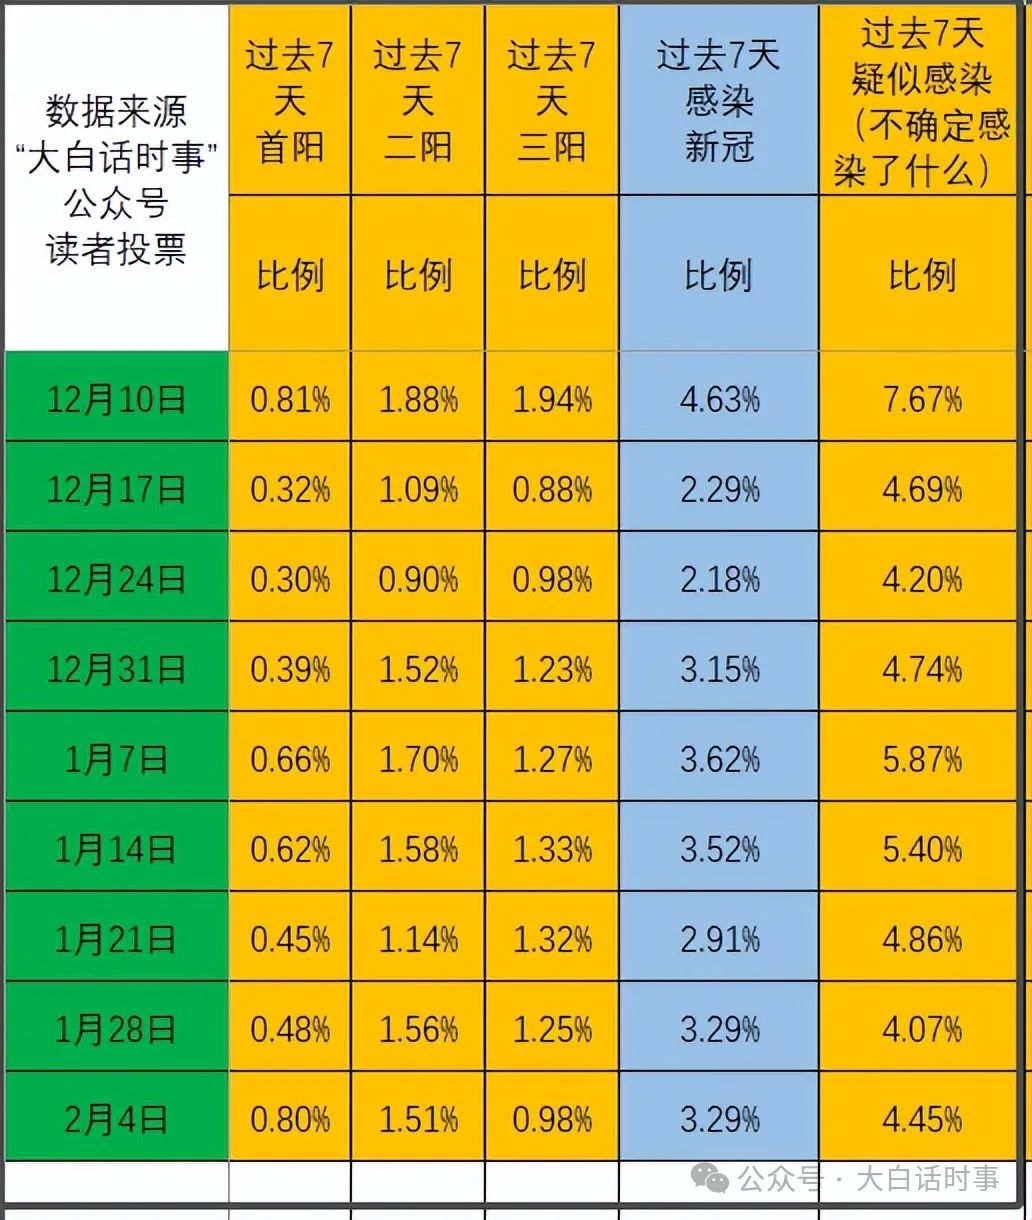 数据来源
“大白话时事”
公众号
读者投票
过去7
天
首阳
过去7
天
二阳
过去7
天
三阳
过去7天
感染
新冠
过去7天
疑似感染
（不确定感
染了什么）
比例 比例 比例 比例 比例
12月10日 0.81% 1.88% 1.94% 4.63% 7.67%
12月17日 0.32% 1.09% 0.88% 2.29% 4.69%
12月24日 0.30% 0.90% 0.98% 2.18% 4.20%
12月31日 0.39% 1.52% 1.23% 3.15% 4.74%
1月7日 0.66% 1.70% 1.27% 3.62% 5.87%
1月14日 0.62% 1.58% 1.33% 3.52% 5.40%
1月21日 0.45% 1.14% 1.32% 2.91% 4.86%
1月28日 0.48% 1.56% 1.25% 3.29% 4.07%
2月4日 0.80% 1.51% 0.98% 3.29% 4.45%
公众号 · 大白话时事